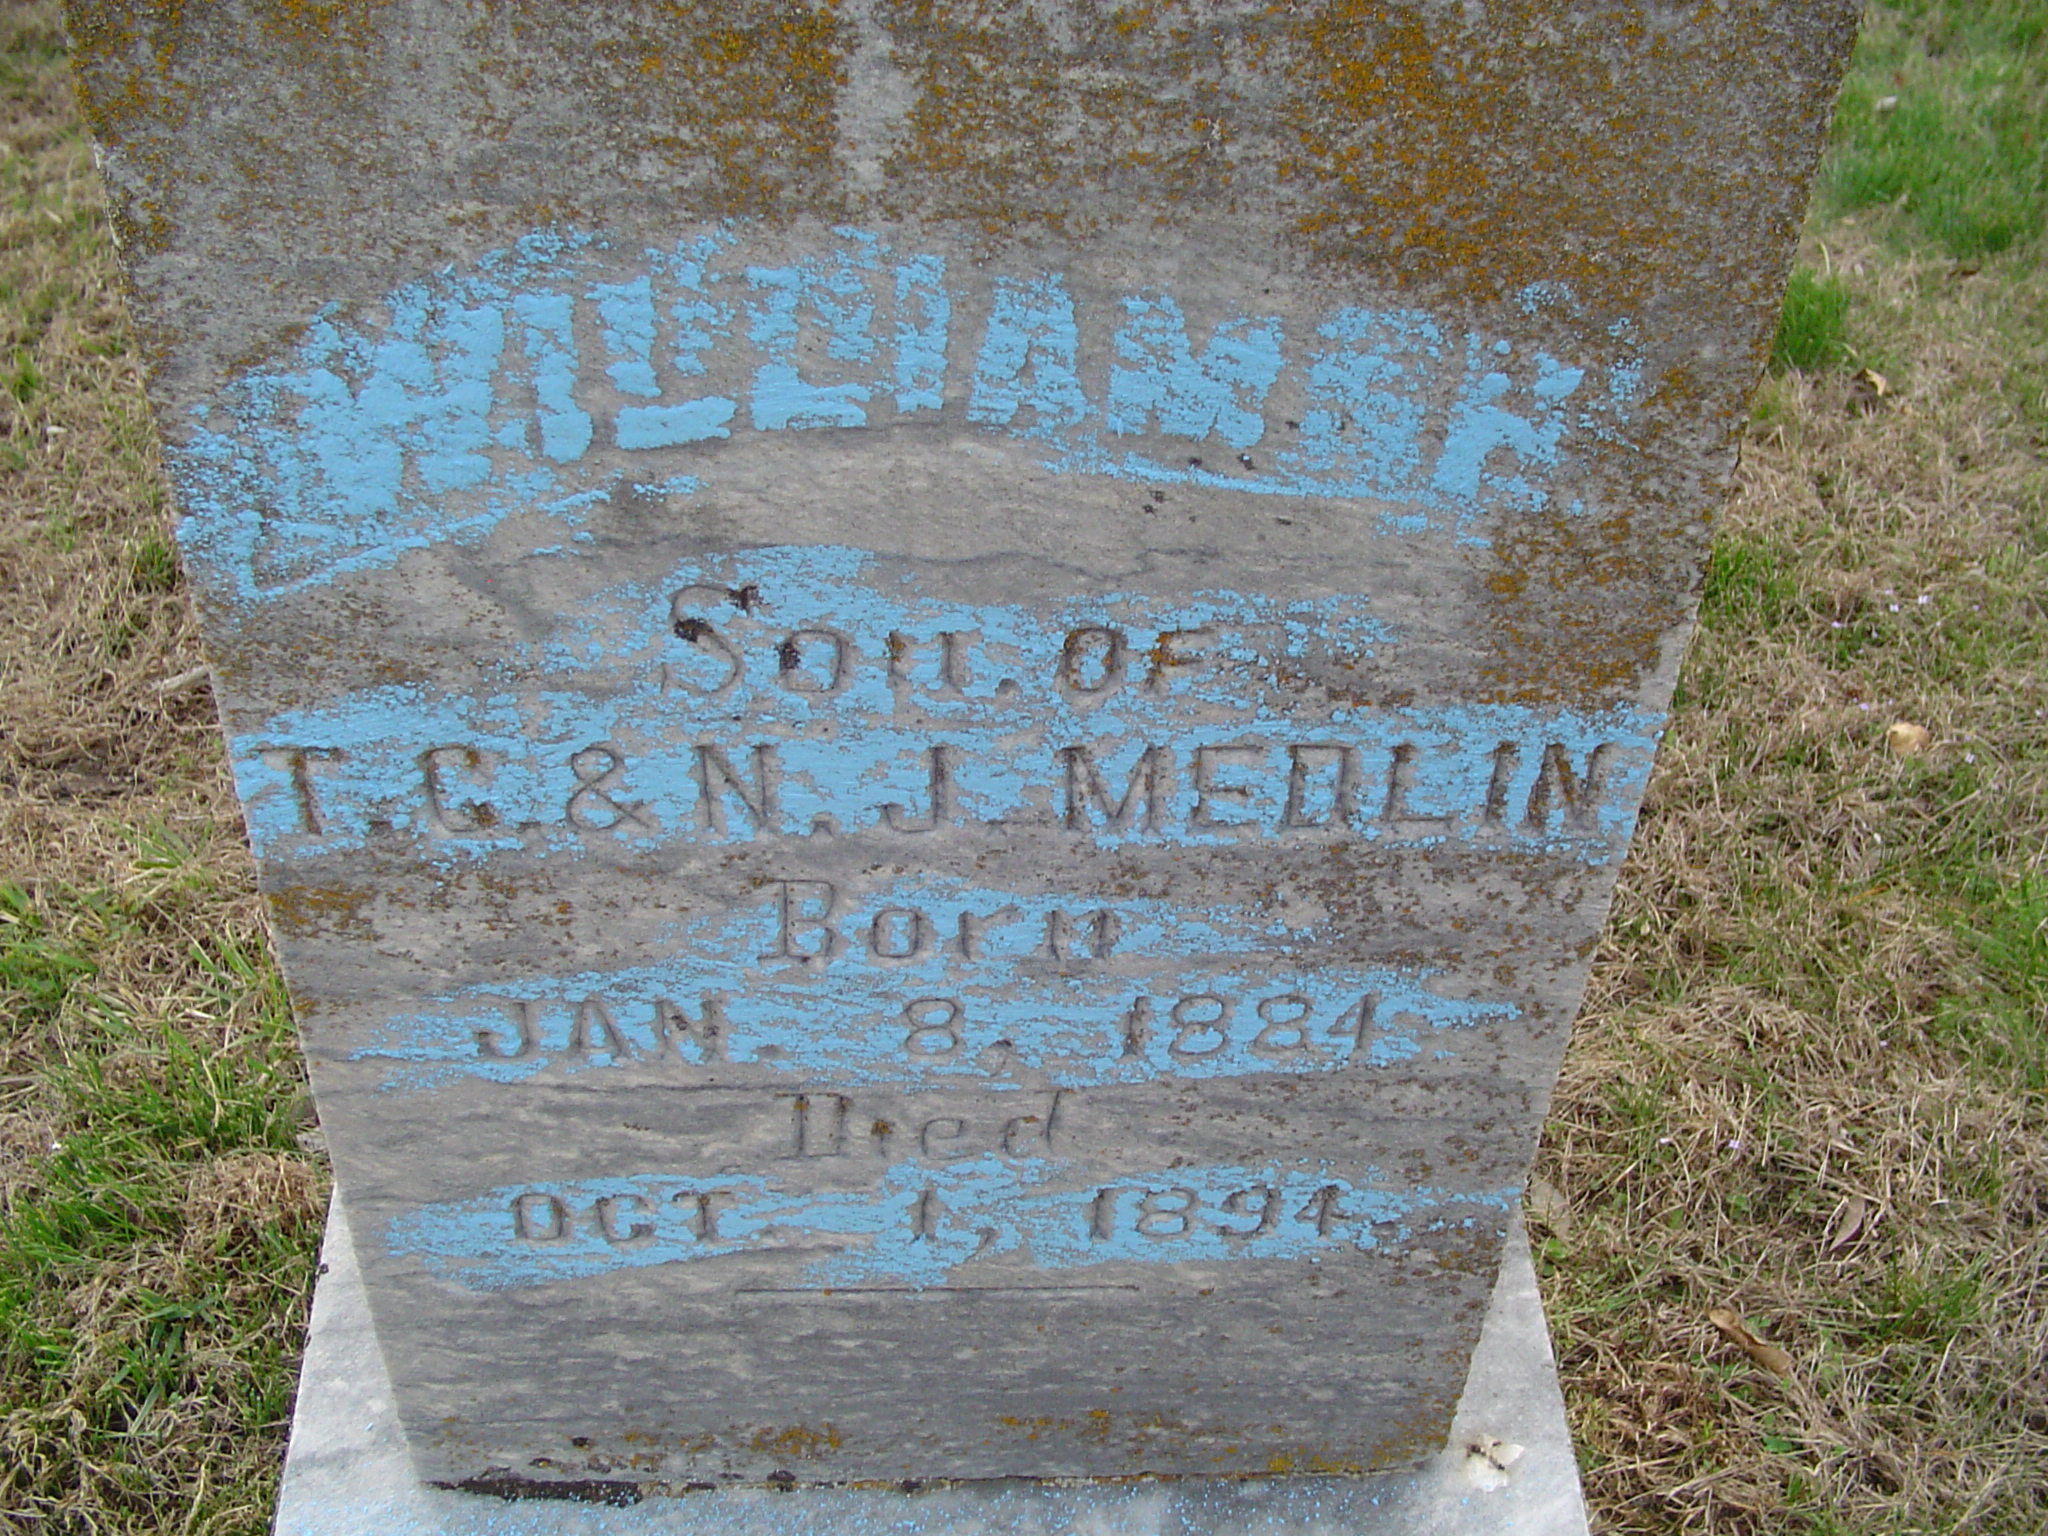 WILLIAM
Son. OF
T. C. & N. J. MEDLIN
Born
JAN. 8, 1884
Died
OCT. 1, 1894.